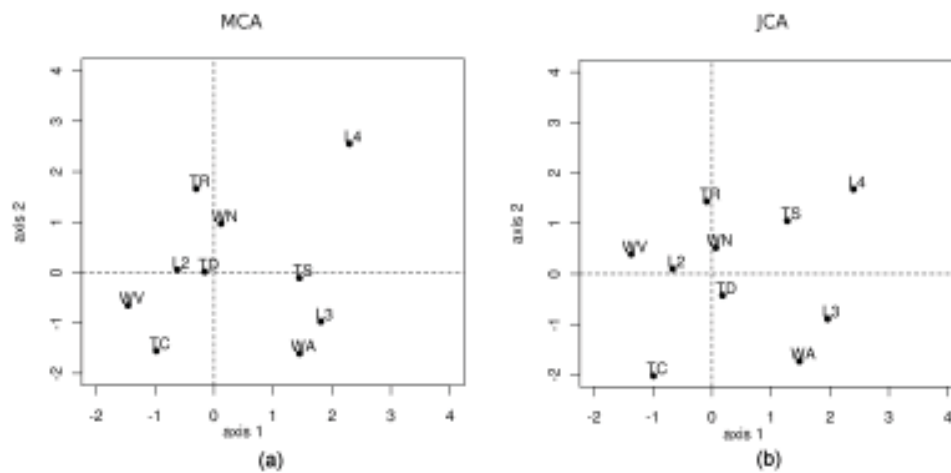 MCA
4
3
2
1
0
-1
-2
axis 2
L4
TR
WN
L2
TD
TS
WV
L3
TC
WA
-2 -1 0 1 2 3 4
axis 1
(a)
JCA
4
3
2
1
0
-1
-2
axis 2
L4
TR
TS
WN
WV
L2
TD
L3
WA
TC
-2 -1 0 1 2 3 4
axis 1
(b)